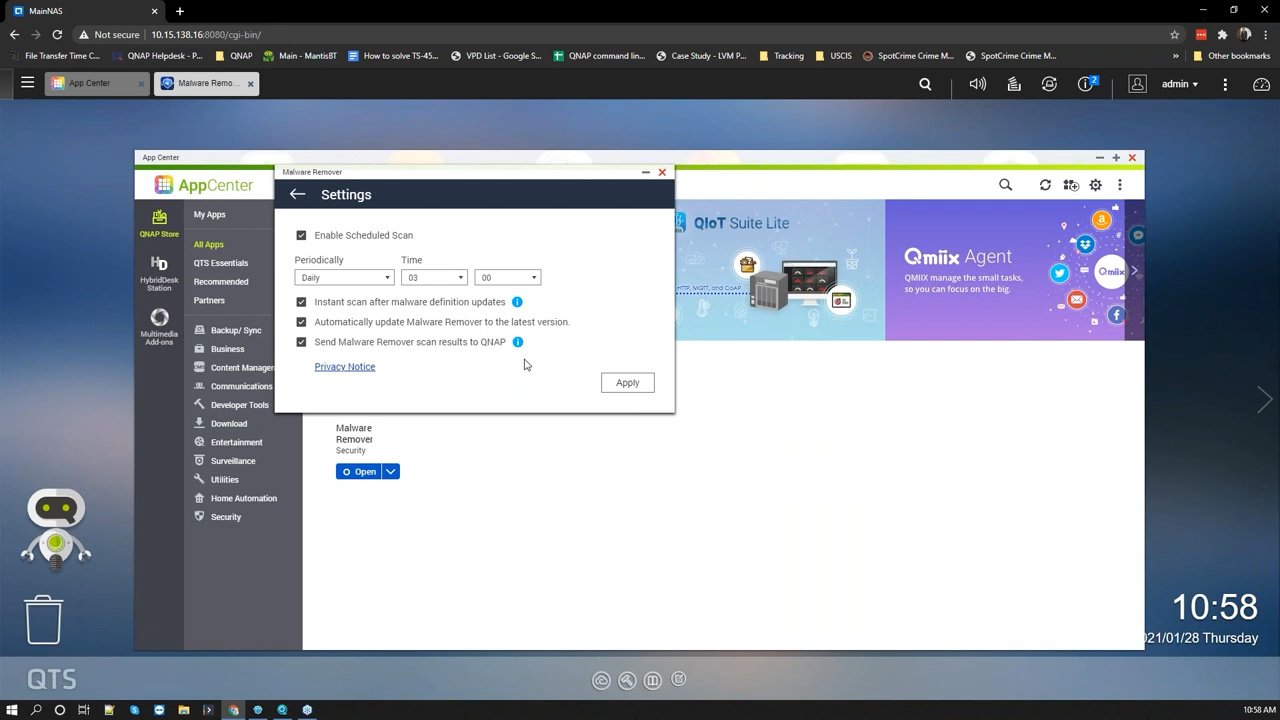 MainNAS
Not secure 10.15.138.16:8080/cgi-bin/
File Transfer Time C... QNAP Helpdesk - P... QNAP Main - MantisBT How to solve TS-45... VPD List - Google S... QNAP command lin... Case Study - LVM P... Tracking USCIS SpotCrime Crime M... SpotCrime Crime M... » Other bookmarks
App Center Malware Remo... 2 admin
App Center
AppCenter
QNAP Store
HD
HybridDesk Station
Multimedia Add-ons
My Apps
All Apps
QTS Essentials
Recommended
Partners
Backup/ Sync
Business
Content Manager
Communications
Developer Tools
Download
Entertainment
Surveillance
Utilities
Home Automation
Security
Malware Remover
Settings
Enable Scheduled Scan
Periodically Time
Daily 03 00
Instant scan after malware definition updates
Automatically update Malware Remover to the latest version.
Send Malware Remover scan results to QNAP
Privacy Notice
Apply
QIoT Suite Lite
HTTP, MQTT, and CoAP
Qmiix Agent
QMIIX manage the small tasks,
so you can focus on the big.
Qmiix
Malware
Remover
Security
Open
10:58
021/01/28 Thursday
QTS
10:58 AM